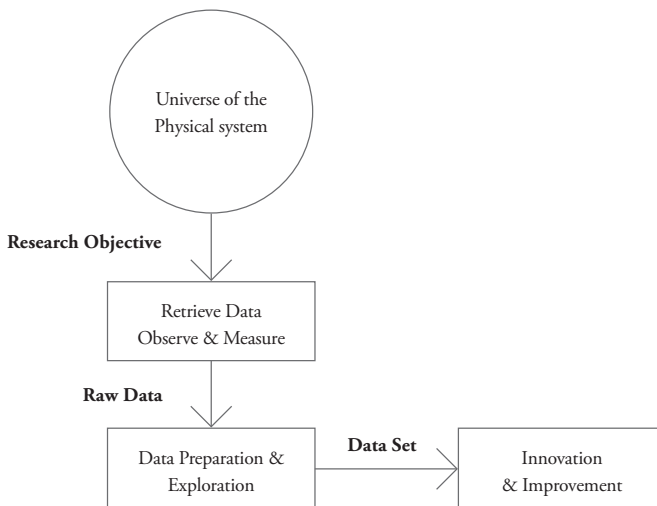 Universe of the
Physical system
Research Objective
Retrieve Data
Observe & Measure
Raw Data
Data Preparation &
Exploration
Data Set
Innovation
& Improvement